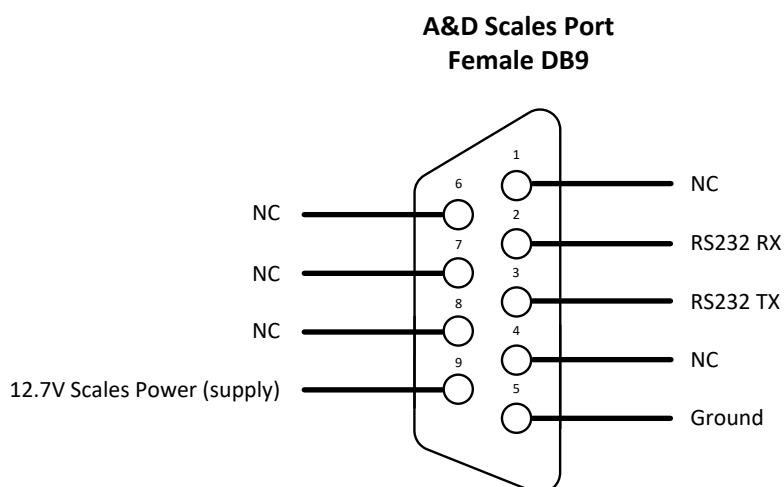 A&D Scales Port
Female DB9
1
NC
6
NC
2
RS232 RX
7
NC
3
RS232 TX
8
NC
4
NC
9
12.7V Scales Power (supply)
5
Ground